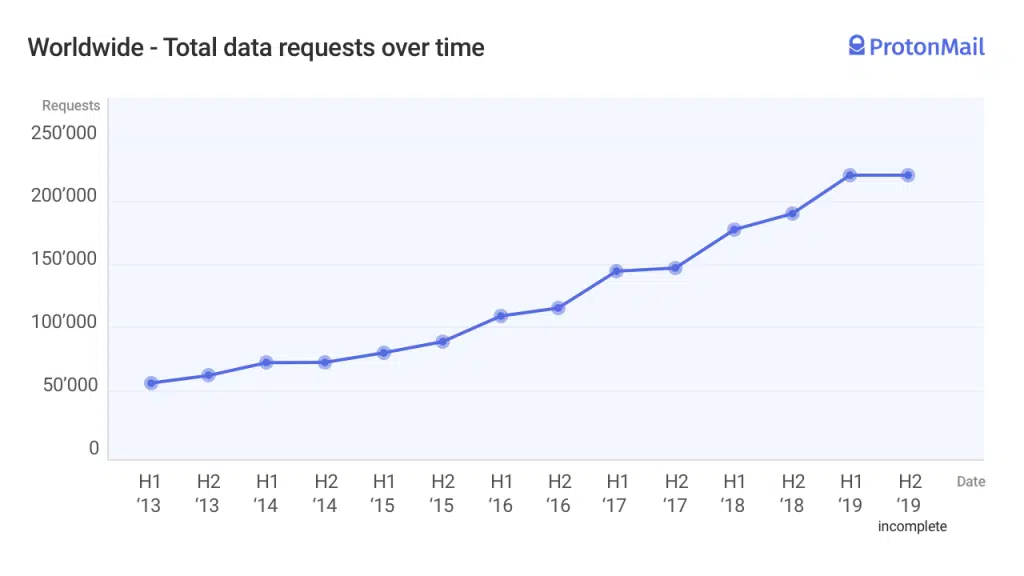 Worldwide - Total data requests over time
ProtonMail
Requests
250’000
200’000
150’000
100’000
50’000
0
H1 H2 H1 H2 H1 H2 H1 H2 H1 H2 H1 H2 H1 H2 Date
‘13 ‘13 ‘14 ‘14 ‘15 ‘15 ‘16 ‘16 ‘17 ‘17 ‘18 ‘18 ‘19 ‘19
incomplete